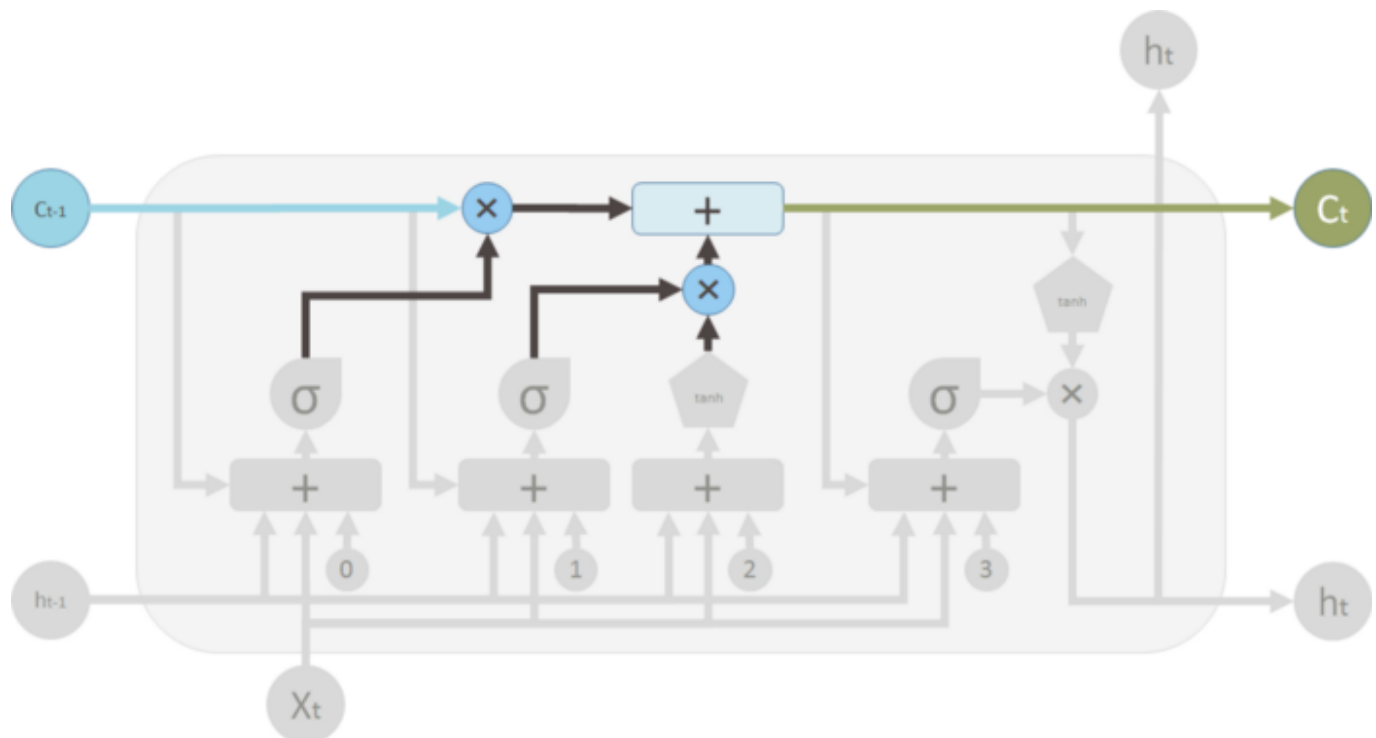 ht
Ct-1 × + Ct
× tanh
σ σ tanh σ ×
+ + + +
0 1 2 3
ht-1 ht
Xt